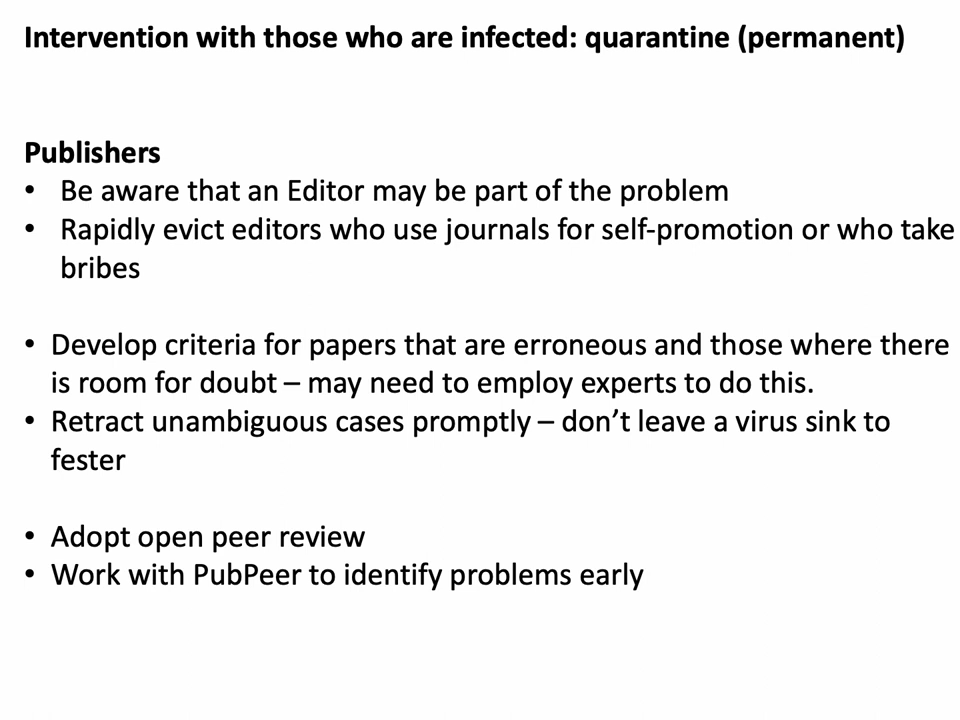 Intervention with those who are infected: quarantine (permanent)
Publishers
• Be aware that an Editor may be part of the problem
• Rapidly evict editors who use journals for self-promotion or who take
bribes
• Develop criteria for papers that are erroneous and those where there
is room for doubt – may need to employ experts to do this.
• Retract unambiguous cases promptly – don’t leave a virus sink to
fester
• Adopt open peer review
• Work with PubPeer to identify problems early